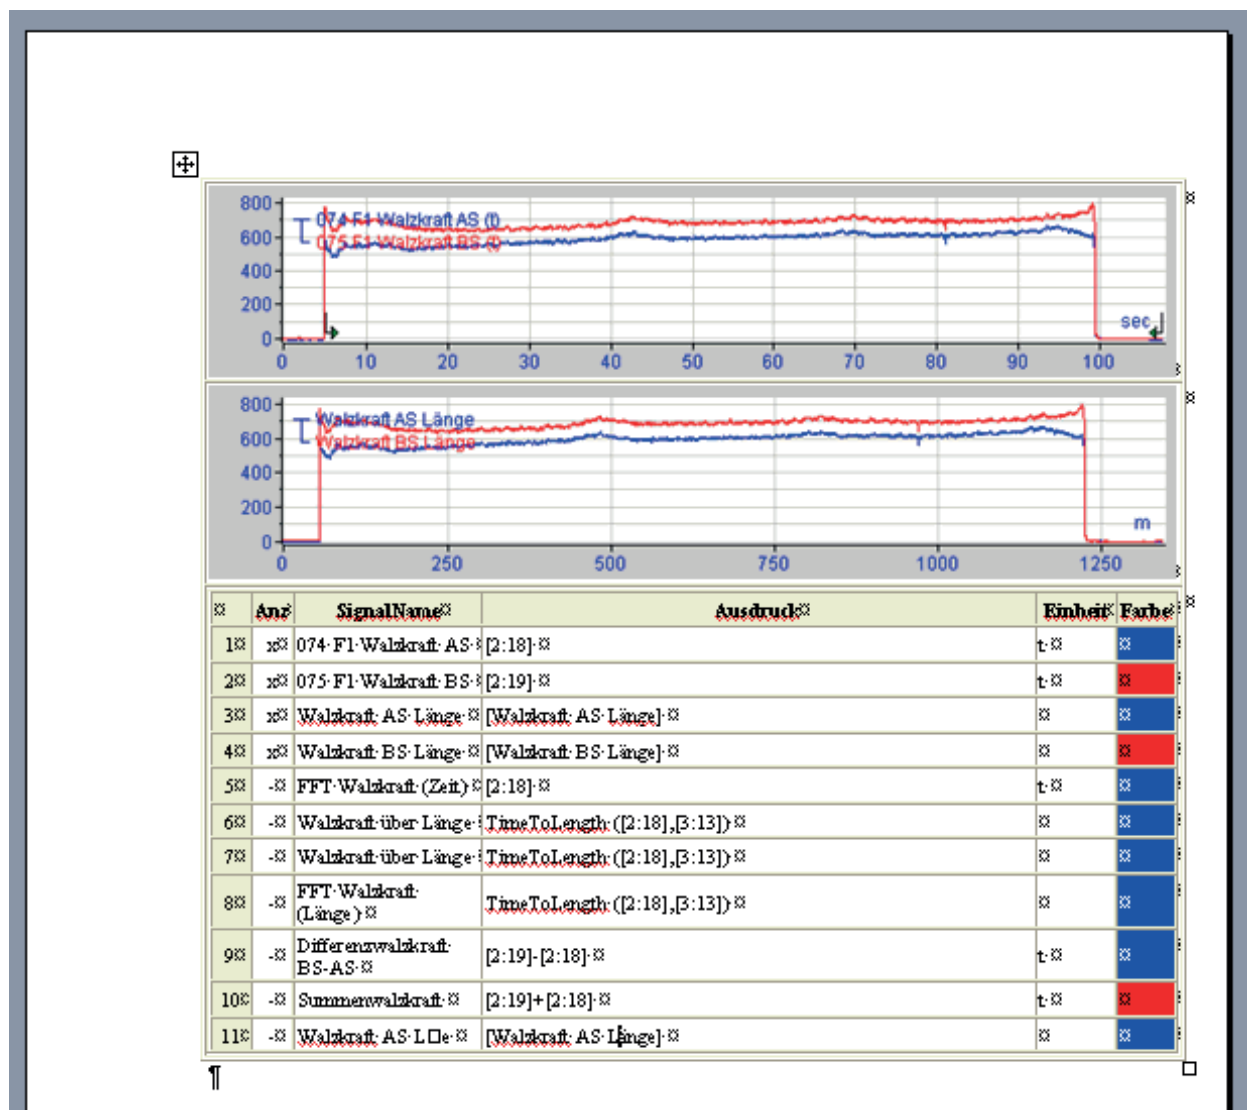 800
074 F1 Walzkraft AS (t)
600
075 F1 Walzkraft BS (t)
400
200
sec
0
0 10 20 30 40 50 60 70 80 90 100
800
Walzkraft AS Länge
600
Walzkraft BS Länge
400
200
m
0
0 250 500 750 1000 1250
Anz SignalName Ausdruck Einheit Farbe
1 x 074 F1 Walzkraft AS [2:18] t
2 x 075 F1 Walzkraft BS [2:19] t
3 x Walzkraft AS Länge [Walzkraft AS Länge]
4 x Walzkraft BS Länge [Walzkraft BS Länge]
5 - FFT Walzkraft (Zeit) [2:18] t
6 - Walzkraft über Länge TimeToLength ([2:18],[3:13])
7 - Walzkraft über Länge TimeToLength ([2:18],[3:13])
8 - FFT Walzkraft
(Länge) TimeToLength ([2:18],[3:13])
9 - Differenzwalzkraft
BS-AS [2:19]-[2:18] t
10 - Summenwalzkraft [2:19]+[2:18] t
11 - Walzkraft AS L□e [Walzkraft AS Länge]
¶